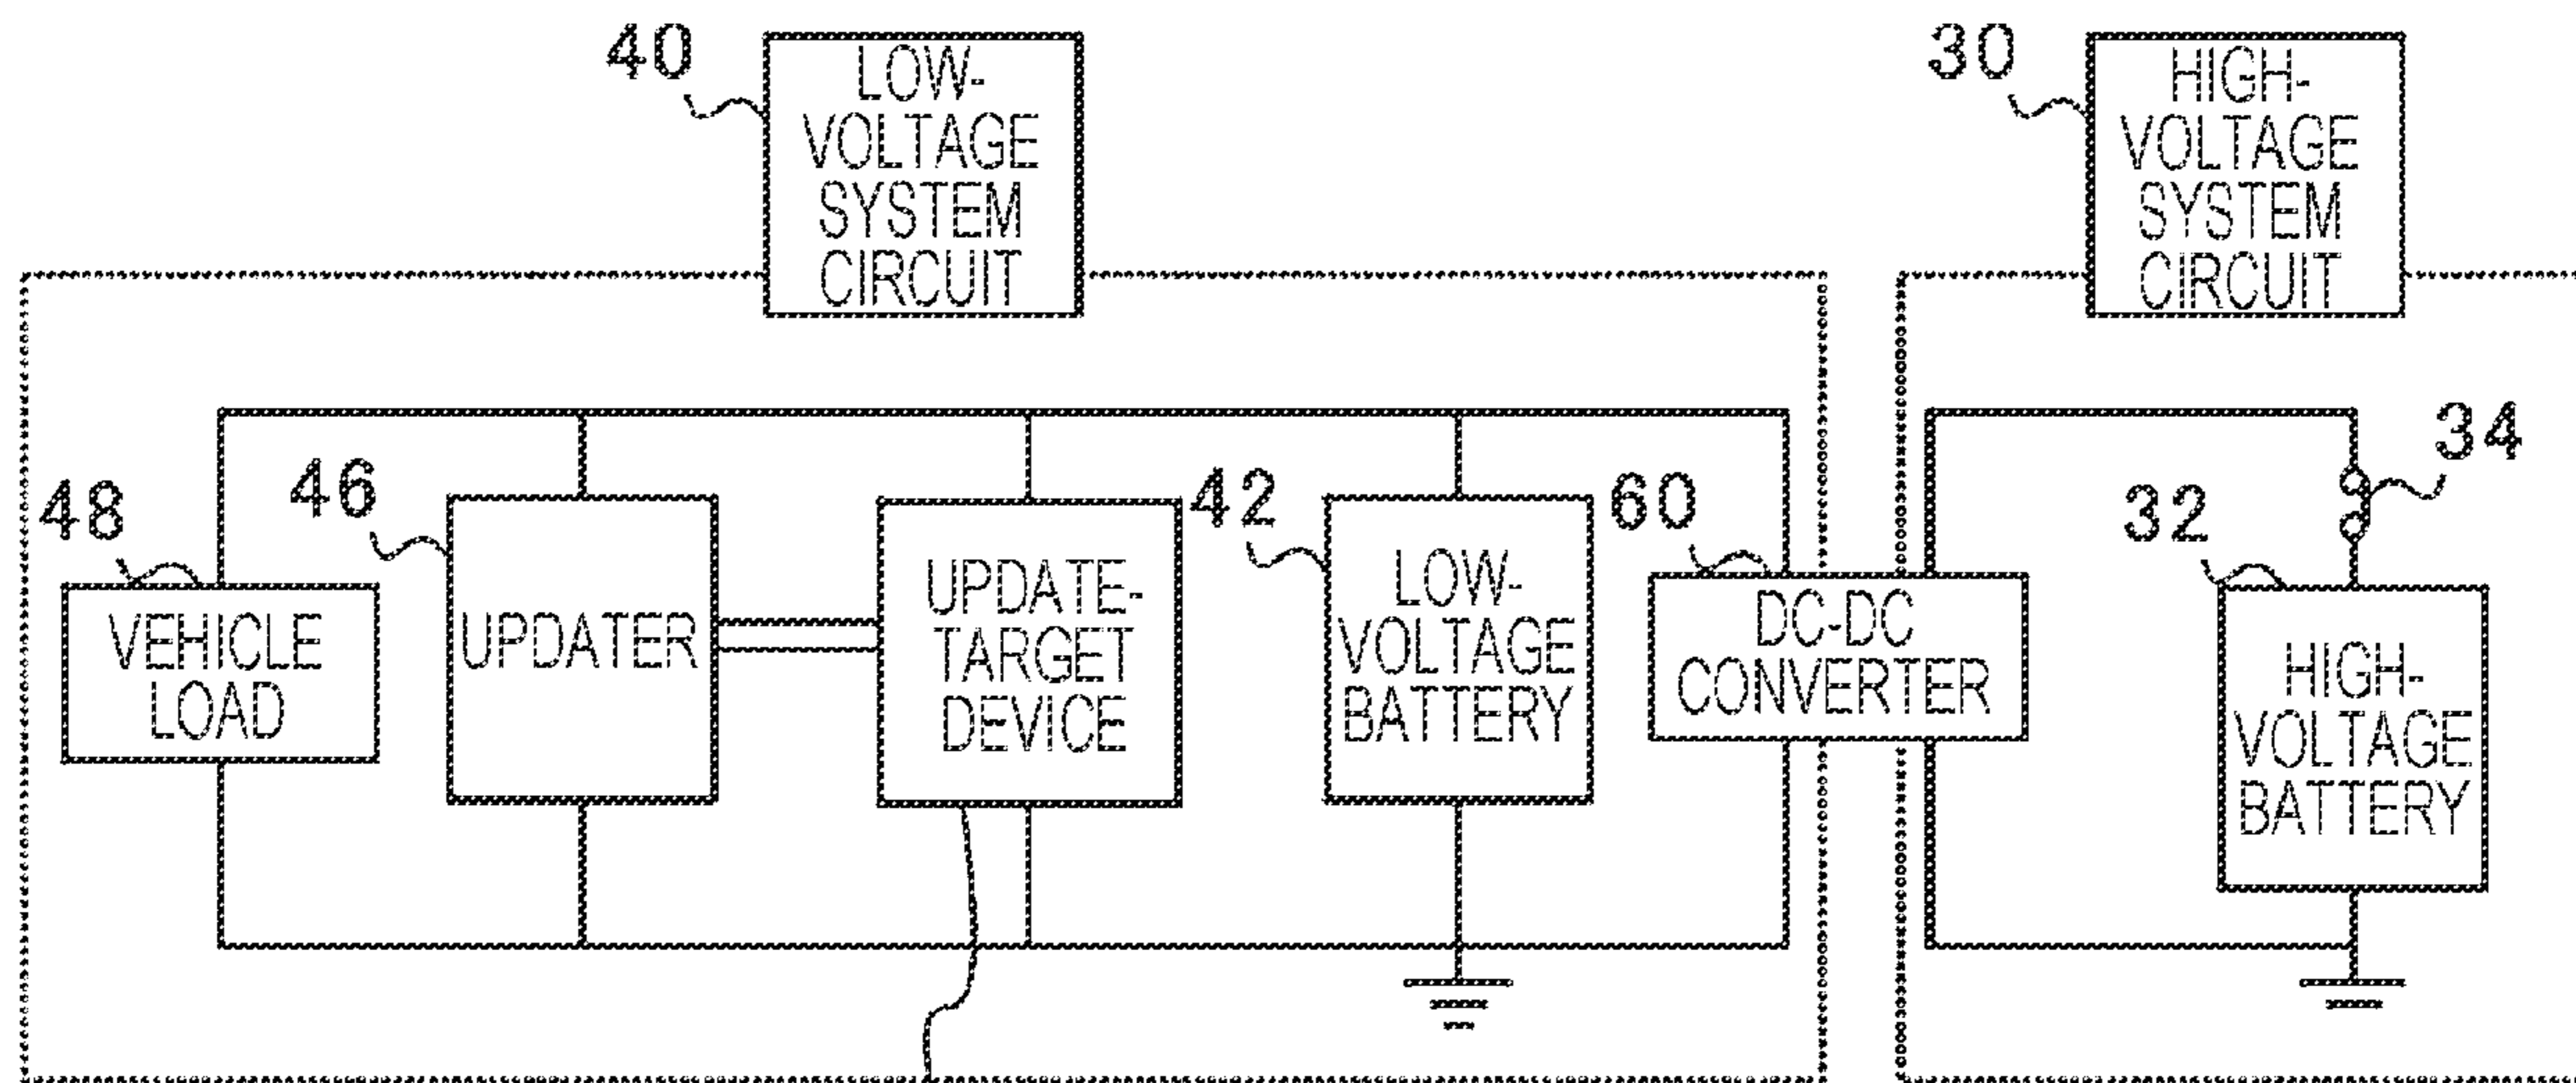 40
LOW-
VOLTAGE
SYSTEM
CIRCUIT
30
HIGH-
VOLTAGE
SYSTEM
CIRCUIT
48
VEHICLE
LOAD
46
UPDATER
UPDATE-
TARGET
DEVICE
42
LOW-
VOLTAGE
BATTERY
60
DC-DC
CONVERTER
34
32
HIGH-
VOLTAGE
BATTERY